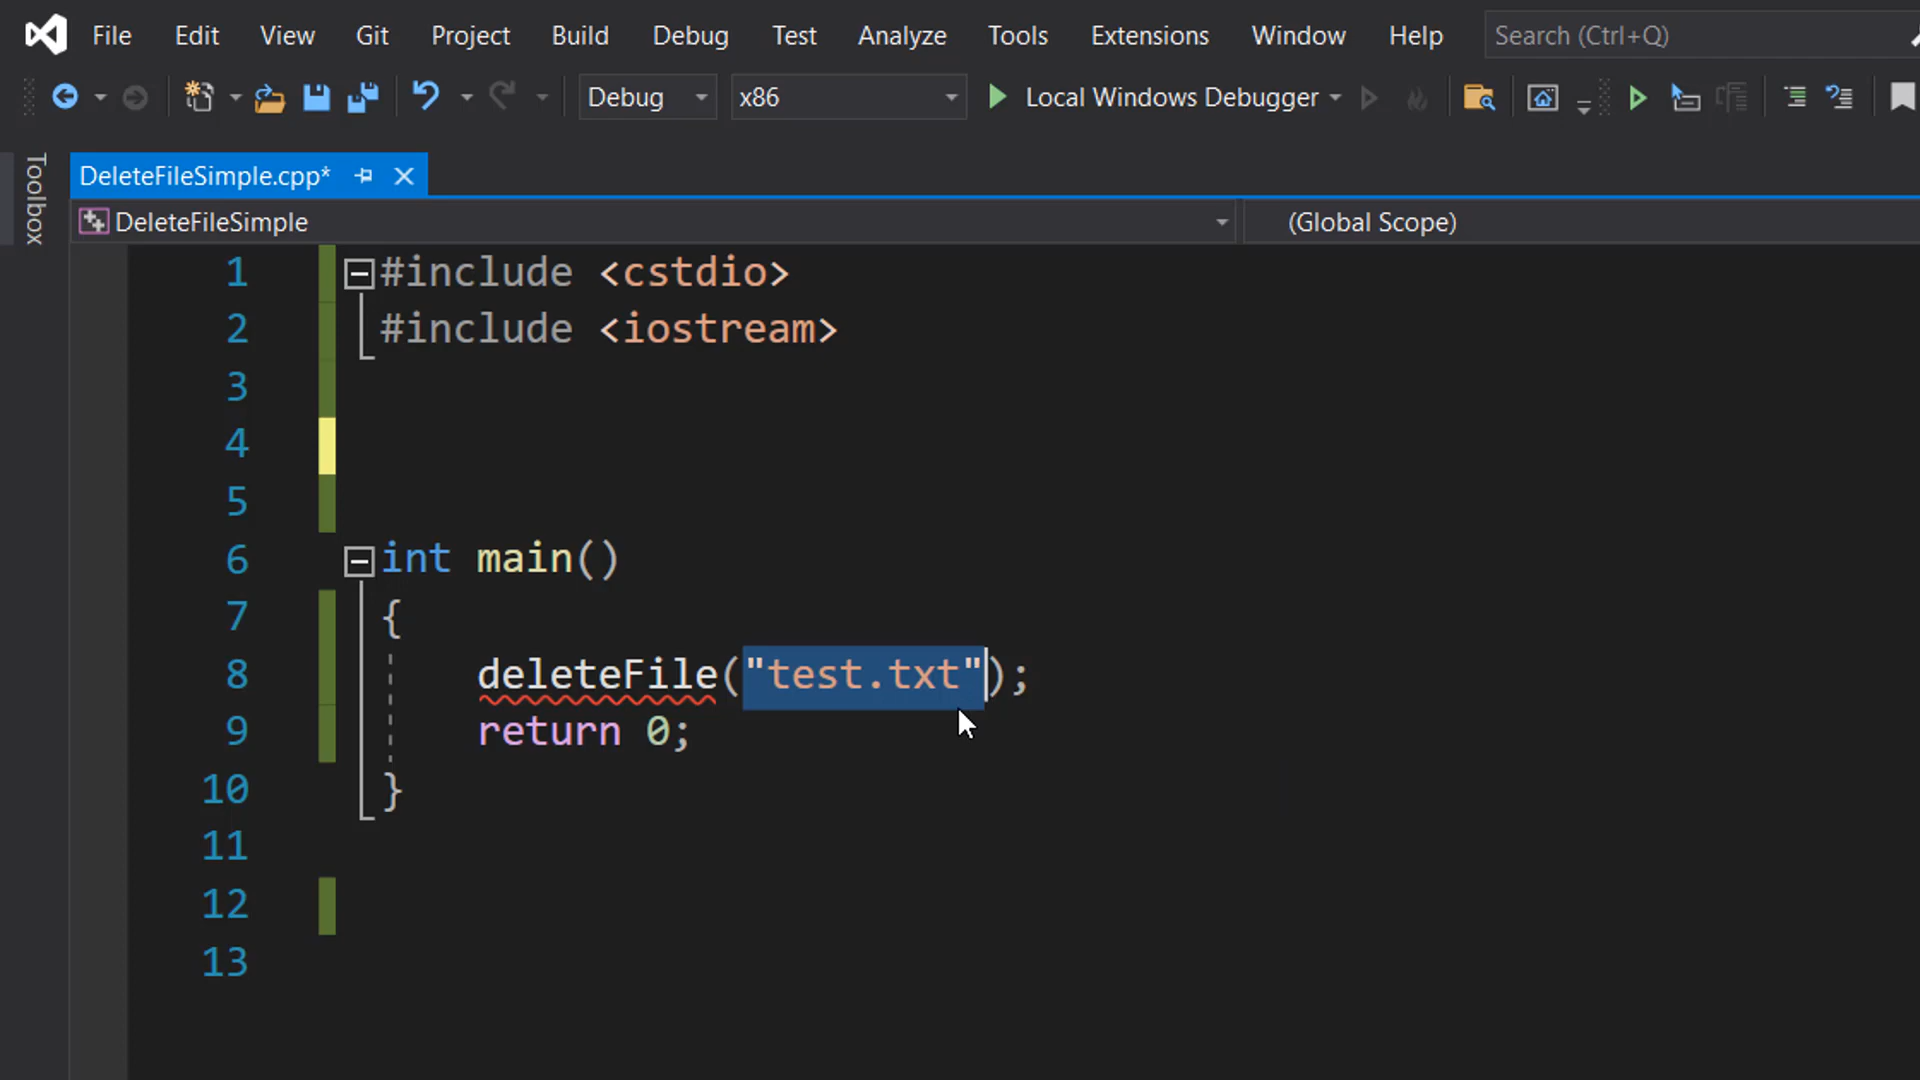 File Edit View Git Project Build Debug Test Analyze Tools Extensions Window Help Search (Ctrl+Q)
Debug x86 Local Windows Debugger
Toolbox
DeleteFileSimple.cpp*
DeleteFileSimple (Global Scope)
1 #include <cstdio>
2 #include <iostream>
3
4
5
6 int main()
7 {
8 deleteFile("test.txt");
9 return 0;
10 }
11
12
13